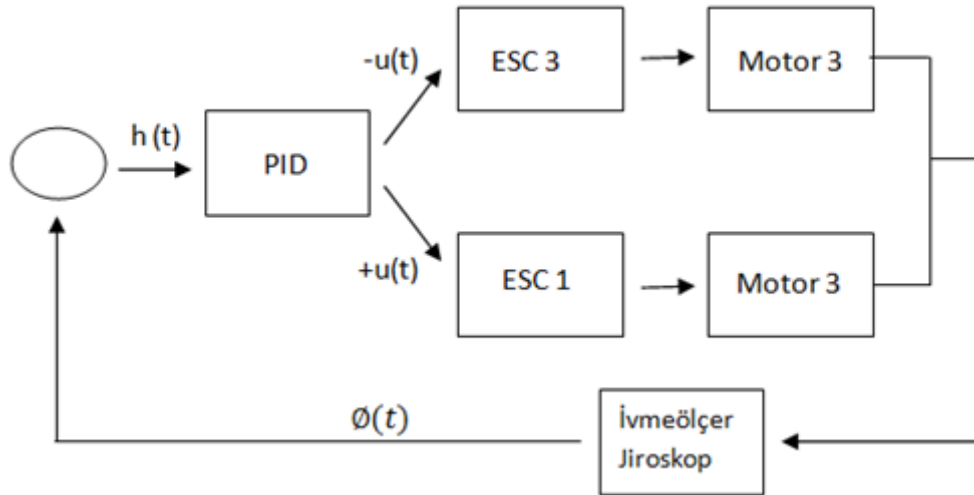 -u(t)
ESC 3
Motor 3
h (t)
PID
+u(t)
ESC 1
Motor 3
Ø(t)
İvmeölçer
Jiroskop